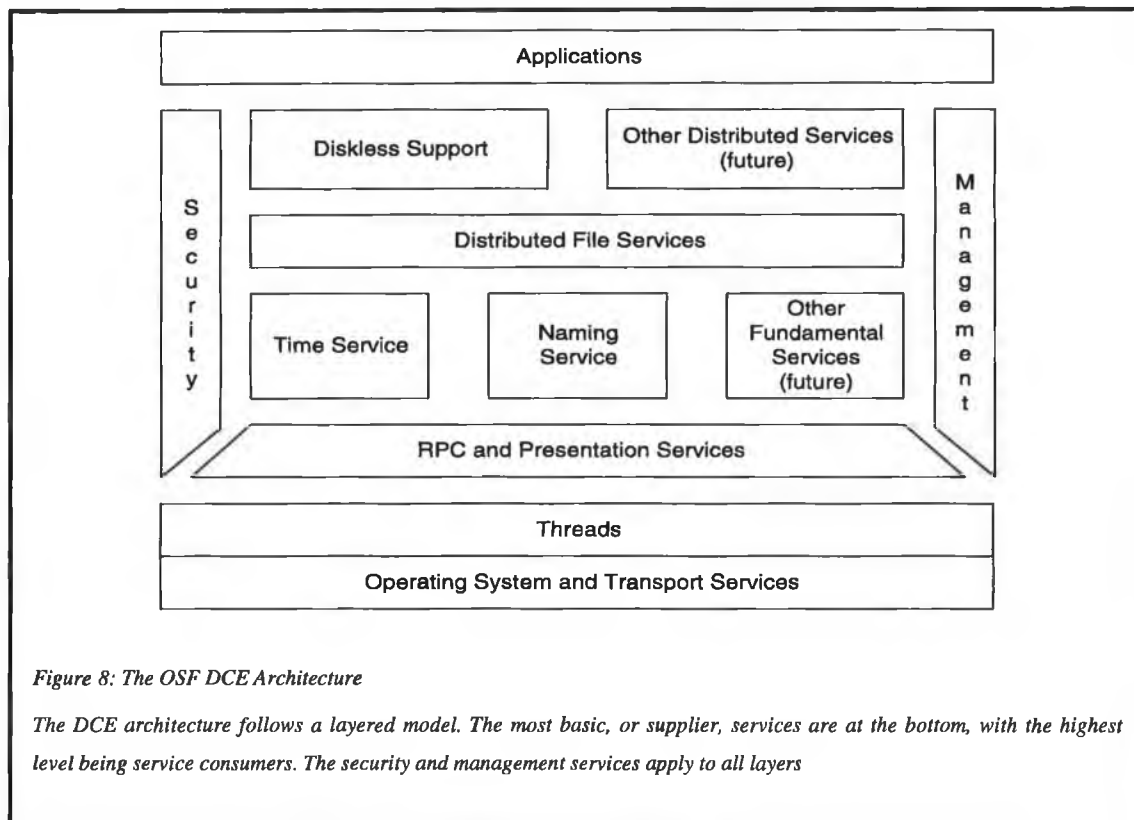 Applications
Diskless Support
Other Distributed Services
(future)
Security
Management
Distributed File Services
Time Service
Naming
Service
Other
Fundamental
Services
(future)
RPC and Presentation Services
Threads
Operating System and Transport Services
Figure 8: The OSF DCE Architecture
The DCE architecture follows a layered model. The most basic, or supplier, services are at the bottom, with the highest
level being service consumers. The security and management services apply to all layers